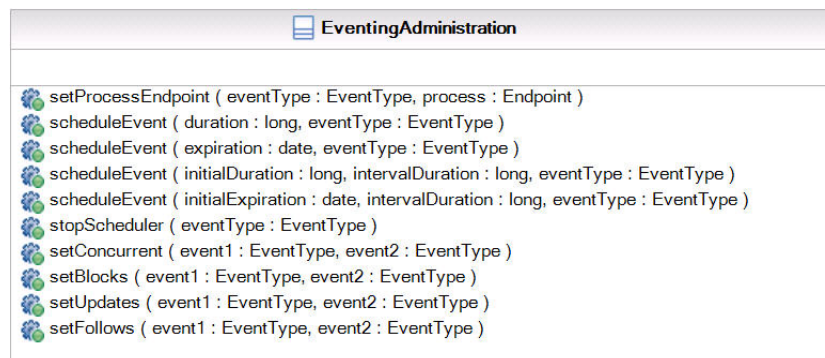 EventingAdministration
setProcessEndpoint ( eventType : EventType, process : Endpoint )
scheduleEvent ( duration : long, eventType : EventType )
scheduleEvent ( expiration : date, eventType : EventType )
scheduleEvent ( initialDuration : long, intervalDuration : long, eventType : EventType )
scheduleEvent ( initialExpiration : date, intervalDuration : long, eventType : EventType )
stopScheduler ( eventType : EventType )
setConcurrent ( event1 : EventType, event2 : EventType )
setBlocks ( event1 : EventType, event2 : EventType )
setUpdates ( event1 : EventType, event2 : EventType )
setFollows ( event1 : EventType, event2 : EventType )